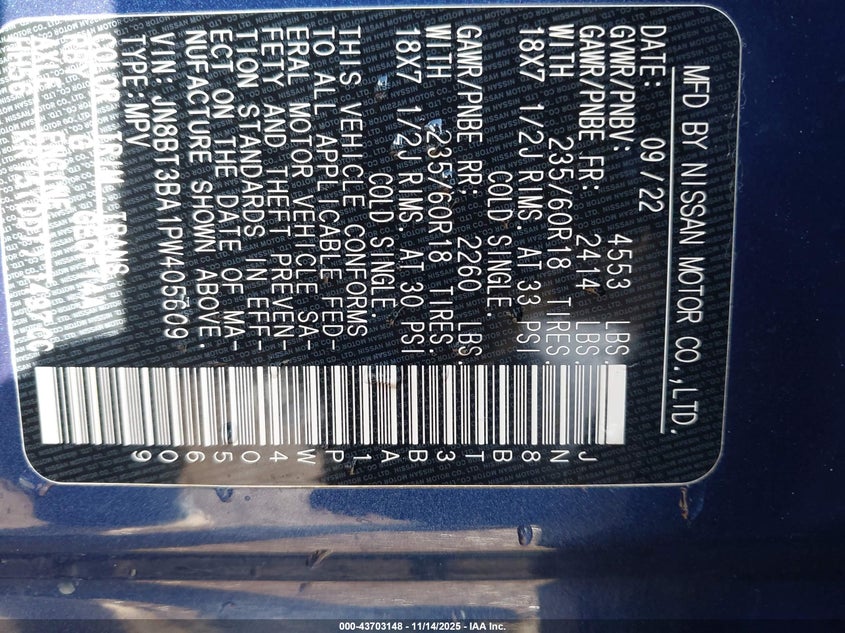 MFD BY NISSAN MOTOR CO.,LTD.
DATE: 09/22
GVWR/PNBV: 4553 LBS.
GAWR/PNBE FR: 2414 LBS.
WITH 235/60R18 TIRES.
18X7 1/2J RIMS. AT 33 PSI
COLD SINGLE.
GAWR/PNBE RR: 2260 LBS.
WITH 235/60R18 TIRES.
18X7 1/2J RIMS. AT 30 PSI
COLD SINGLE.
THIS VEHICLE CONFORMS
TO ALL APPLICABLE FED-
ERAL MOTOR VEHICLE SA-
FETY AND THEFT PREVEN-
TION STANDARDS IN EFF-
ECT ON THE DATE OF MA-
NUFACTURE SHOWN ABOVE.
VIN: JN8BT3BA1PW405609
TYPE: MPV
COLOR TRIM TRANS
ENGINE
JN8BT3BA1PW405609
000-43703148 - 11/14/2025 - IAA Inc.